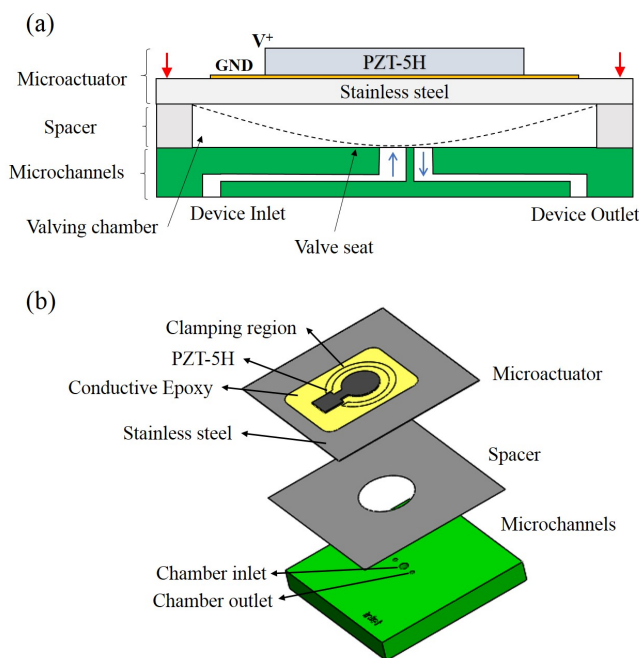 (a)
V+
GND
PZT-5H
Microactuator
Stainless steel
Spacer
Microchannels
Device Inlet
Device Outlet
Valving chamber
Valve seat
(b)
Clamping region
PZT-5H
Conductive Epoxy
Microactuator
Stainless steel
Spacer
Microchannels
Chamber inlet
Chamber outlet
Inlet